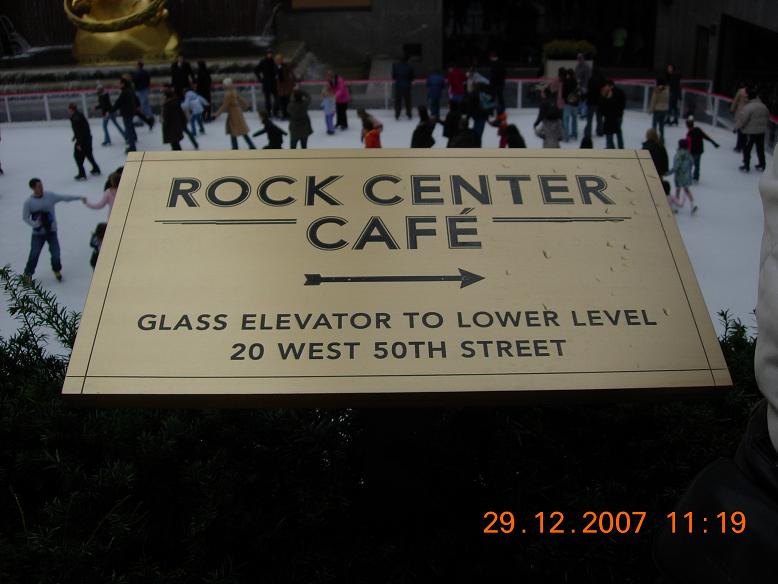 ROCK CENTER
CAFÉ
GLASS ELEVATOR TO LOWER LEVEL
20 WEST 50TH STREET
29.12.2007 11:19